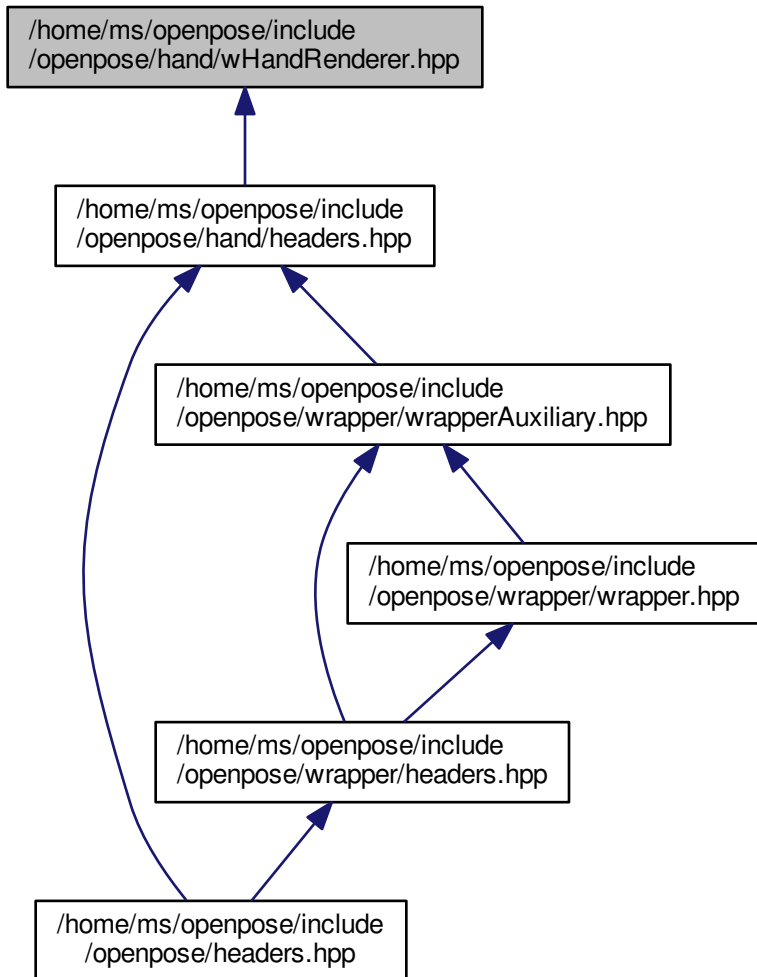 /home/ms/openpose/include
/openpose/hand/wHandRenderer.hpp
/home/ms/openpose/include
/openpose/hand/headers.hpp
/home/ms/openpose/include
/openpose/wrapper/wrapperAuxiliary.hpp
/home/ms/openpose/include
/openpose/wrapper/wrapper.hpp
/home/ms/openpose/include
/openpose/wrapper/headers.hpp
/home/ms/openpose/include
/openpose/headers.hpp